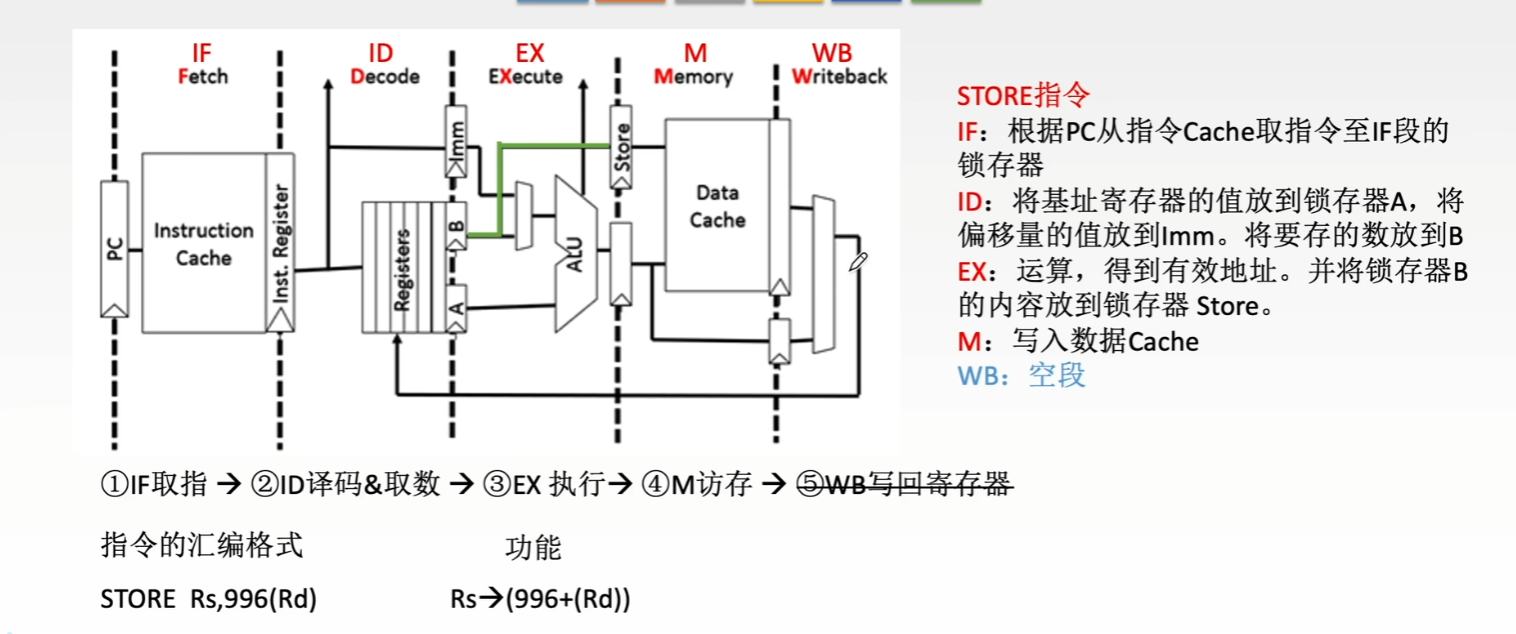 IF
Fetch
ID
Decode
EX
EXecute
M
Memory
WB
Writeback
PC
Instruction
Cache
Inst. Register
Registers
Imm
B
A
ALU
Store
Data
Cache
STORE指令
IF：根据PC从指令Cache取指令至IF段的
锁存器
ID：将基址寄存器的值放到锁存器A，将
偏移量的值放到Imm。将要存的数放到B
EX：运算，得到有效地址。并将锁存器B
的内容放到锁存器 Store。
M：写入数据Cache
WB：空段
①IF取指 → ②ID译码&取数 → ③EX 执行→ ④M访存 → ⑤WB写回寄存器
指令的汇编格式 功能
STORE Rs,996(Rd) Rs→(996+(Rd))